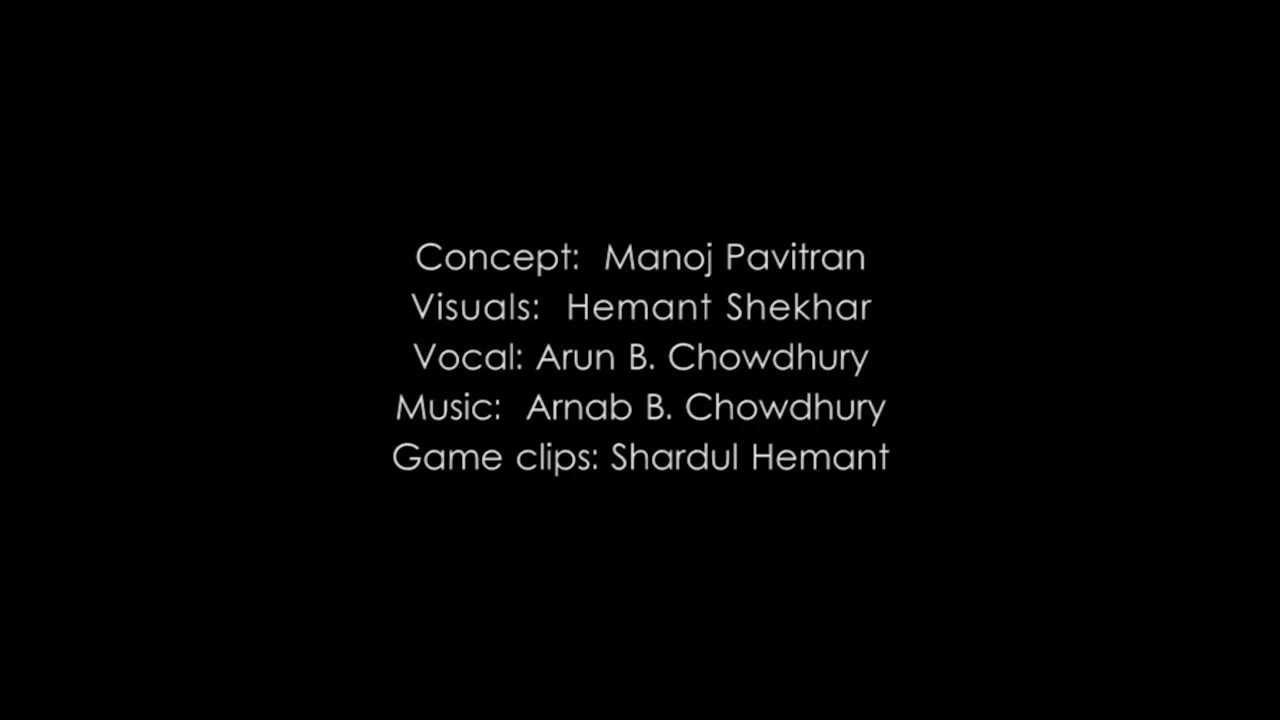 Concept: Manoj Pavitran
Visuals: Hemant Shekhar
Vocal: Arun B. Chowdhury
Music: Arnab B. Chowdhury
Game clips: Shardul Hemant